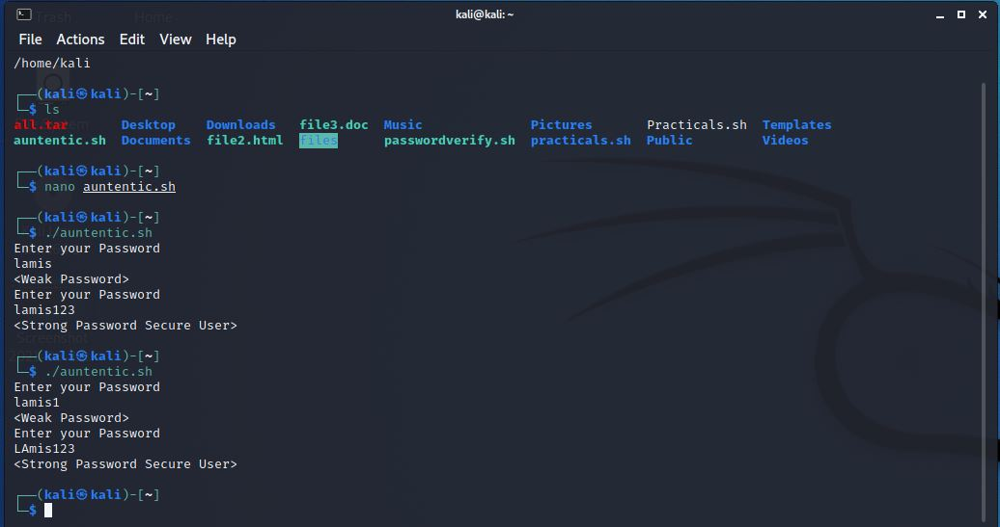 Trash Home
kali@kali: ~
File Actions Edit View Help
/home/kali
┌──(kali㉿kali)-[~]
└─$ ls
all.tar Desktop Downloads file3.doc Music Pictures Practicals.sh Templates
auntentic.sh Documents file2.html files passwordverify.sh practicals.sh Public Videos
┌──(kali㉿kali)-[~]
└─$ nano auntentic.sh
┌──(kali㉿kali)-[~]
└─$ ./auntentic.sh
Enter your Password
lamis
<Weak Password>
Enter your Password
lamis123
<Strong Password Secure User>
Screenshot
┌──(kali㉿kali)-[~]
└─$ ./auntentic.sh
Enter your Password
lamis1
<Weak Password>
Enter your Password
LAmis123
<Strong Password Secure User>
┌──(kali㉿kali)-[~]
└─$